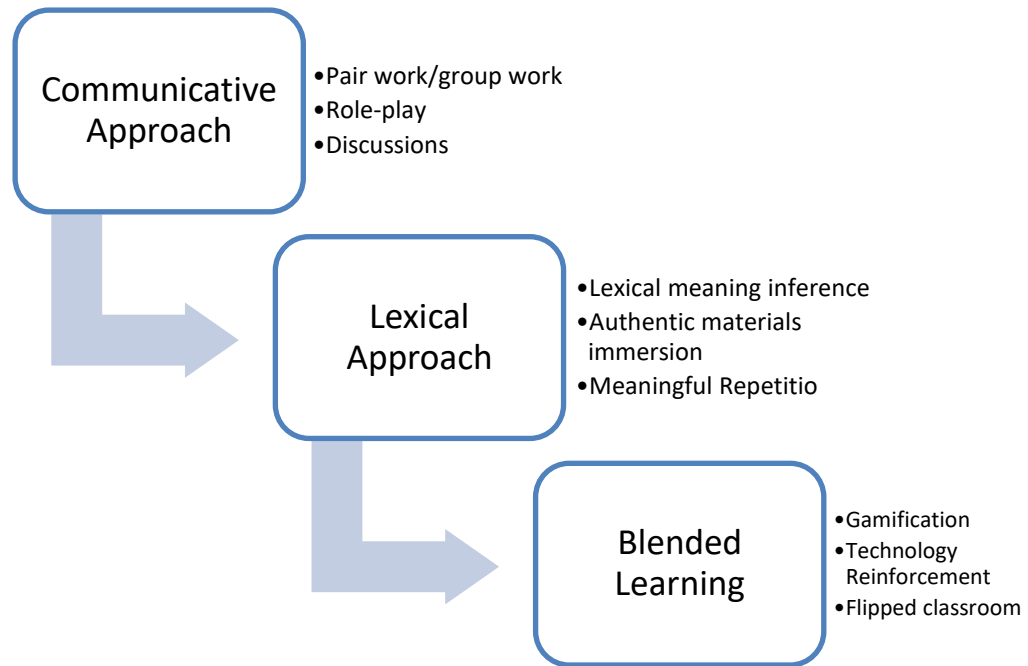 Communicative
Approach
•Pair work/group work
•Role-play
•Discussions
Lexical
Approach
•Lexical meaning inference
•Authentic materials
immersion
•Meaningful Repetitio
Blended
Learning
•Gamification
•Technology
Reinforcement
•Flipped classroom